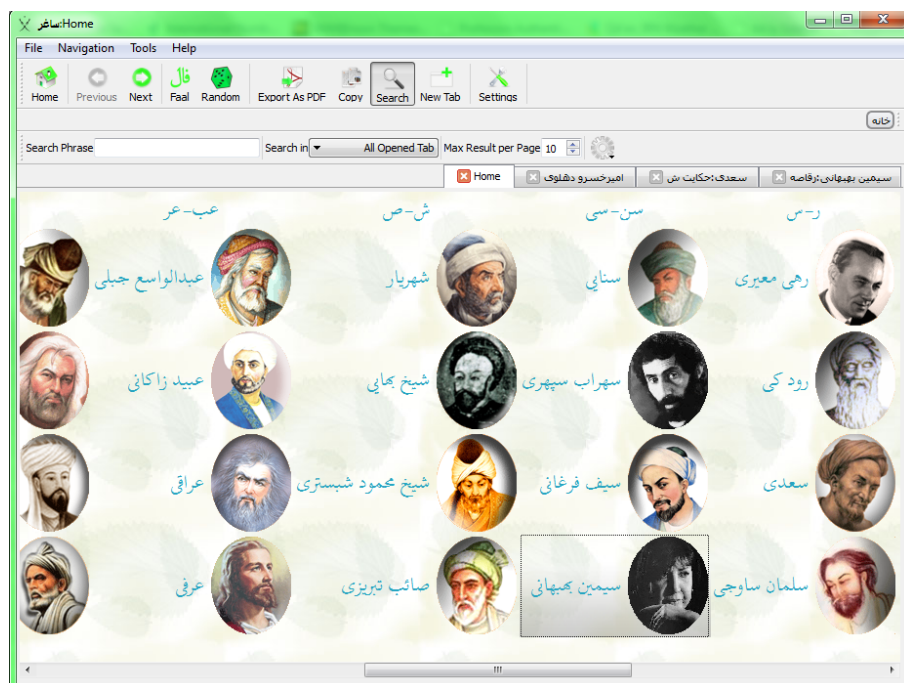 ساغر:Home
File Navigation Tools Help
Home Previous Next Faal Random Export As PDF Copy Search New Tab Settings
فال
خانه
Search Phrase Search in All Opened Tab Max Result per Page 10
Home امیرخسرو دهلوی سعدی:حکایت ش سیمین بهبهانی:رقاصه
ر-س سن-سی ش-ص عب-عر
رهی معیری سنایی شهریار عبدالواسع جبلی
رود کی سهراب سپهری شیخ بهایی عبید زاکانی
سعدی سیف فرغانی شیخ محمود شبستری عراقی
سلمان ساوجی سیمین بهبهانی صائب تبریزی عرفی